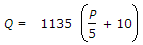 Q = 1135 (P/5 + 10)